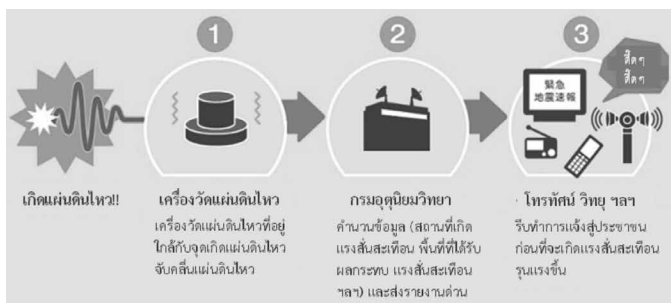 1
2
3
ปี๊ดๆ
ปี๊ดๆ
緊急
地震速報
เกิดแผ่นดินไหว!!
เครื่องวัดแผ่นดินไหว
เครื่องวัดแผ่นดินไหวที่อยู่
ใกล้กับจุดเกิดแผ่นดินไหว
จับคลื่นแผ่นดินไหว
กรมอุตุนิยมวิทยา
คำนวนข้อมูล (สถานที่เกิด
แรงสั่นสะเทือน พื้นที่ที่ได้รับ
ผลกระทบ แรงสั่นสะเทือน
ฯลฯ) และส่งรายงานด่วน
โทรทัศน์ วิทยุ ฯลฯ
รีบทำการแจ้งสู่ประชาชน
ก่อนที่จะเกิดแรงสั่นสะเทือน
รุนแรงขึ้น